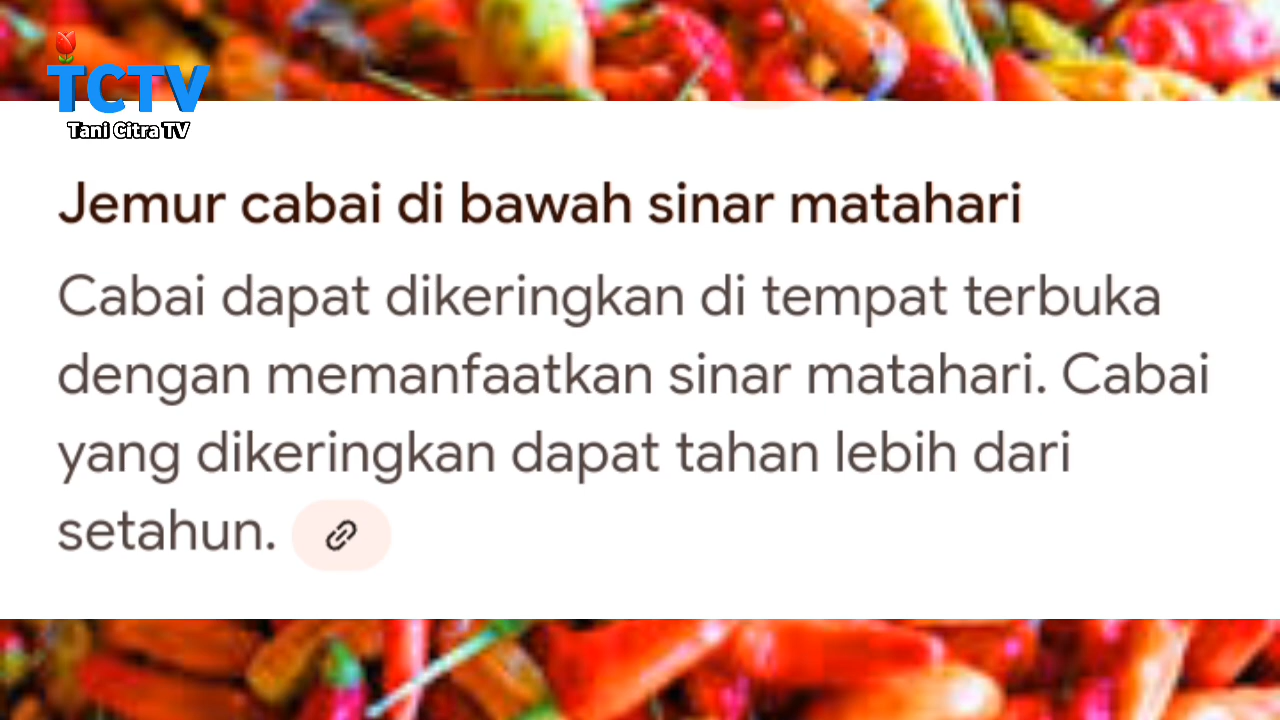 TCTV
Tani Citra TV
Jemur cabai di bawah sinar matahari
Cabai dapat dikeringkan di tempat terbuka
dengan memanfaatkan sinar matahari. Cabai
yang dikeringkan dapat tahan lebih dari
setahun.